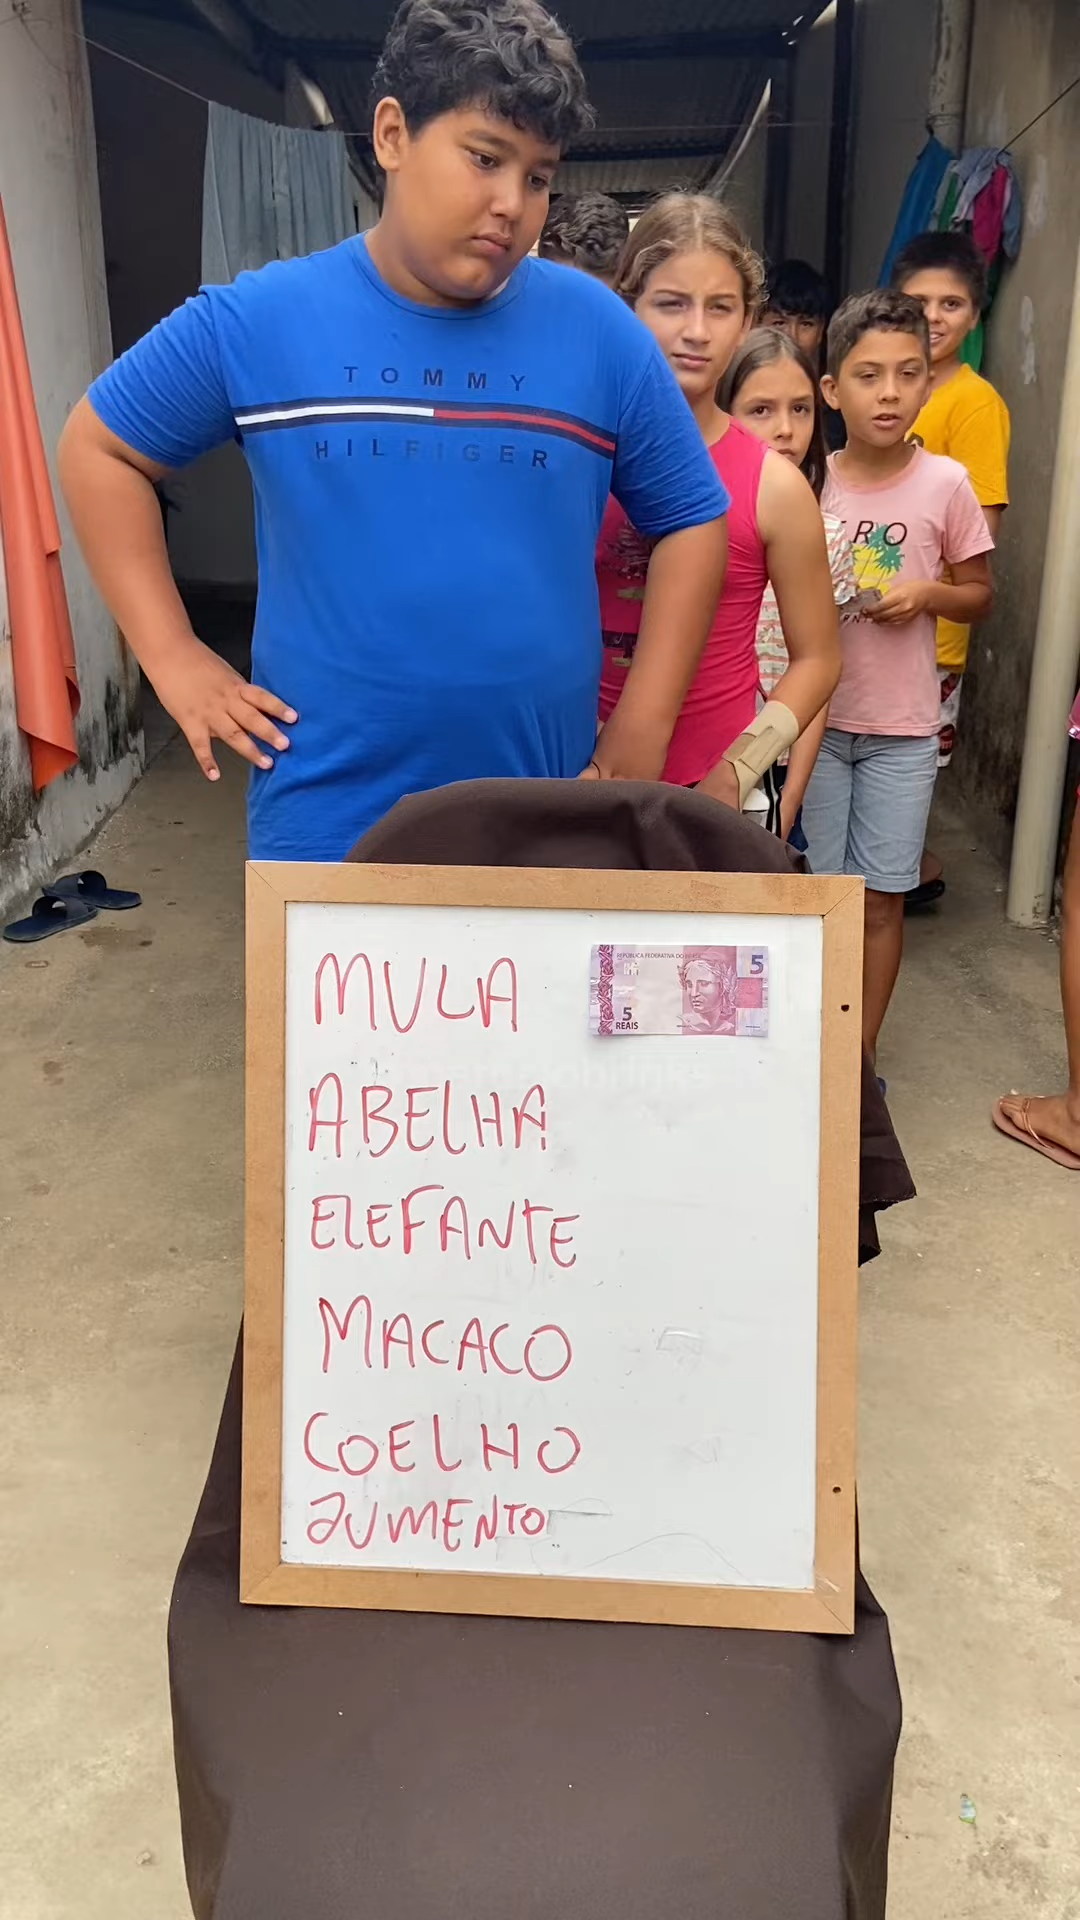 TOMMY
HILFIGER
MULA
REPÚBLICA FEDERATIVA DO BRASIL
5
5
REAIS
ABELHA
ELEFANTE
MACACO
COELHO
JUMENTO